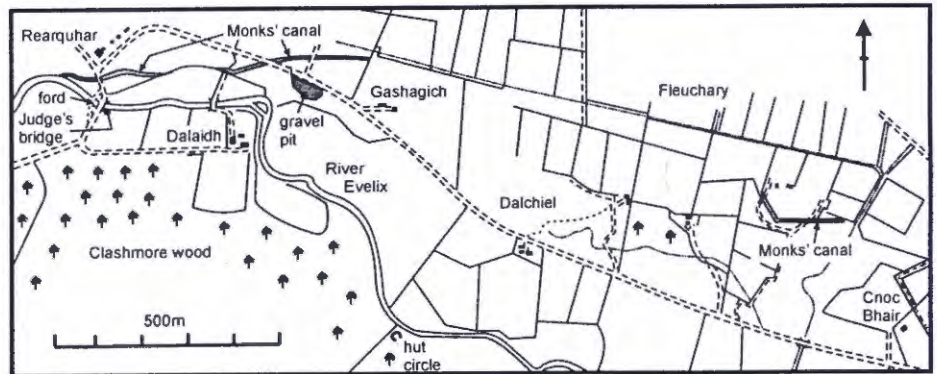 Rearquhar
Monks' canal
Fleuchary
Gashagich
ford
Judge's
bridge
gravel
pit
Dalaidh
River
Evelix
Dalchiel
Clashmore wood
Monks' canal
Cnoc
Bhair
500m
hut
circle